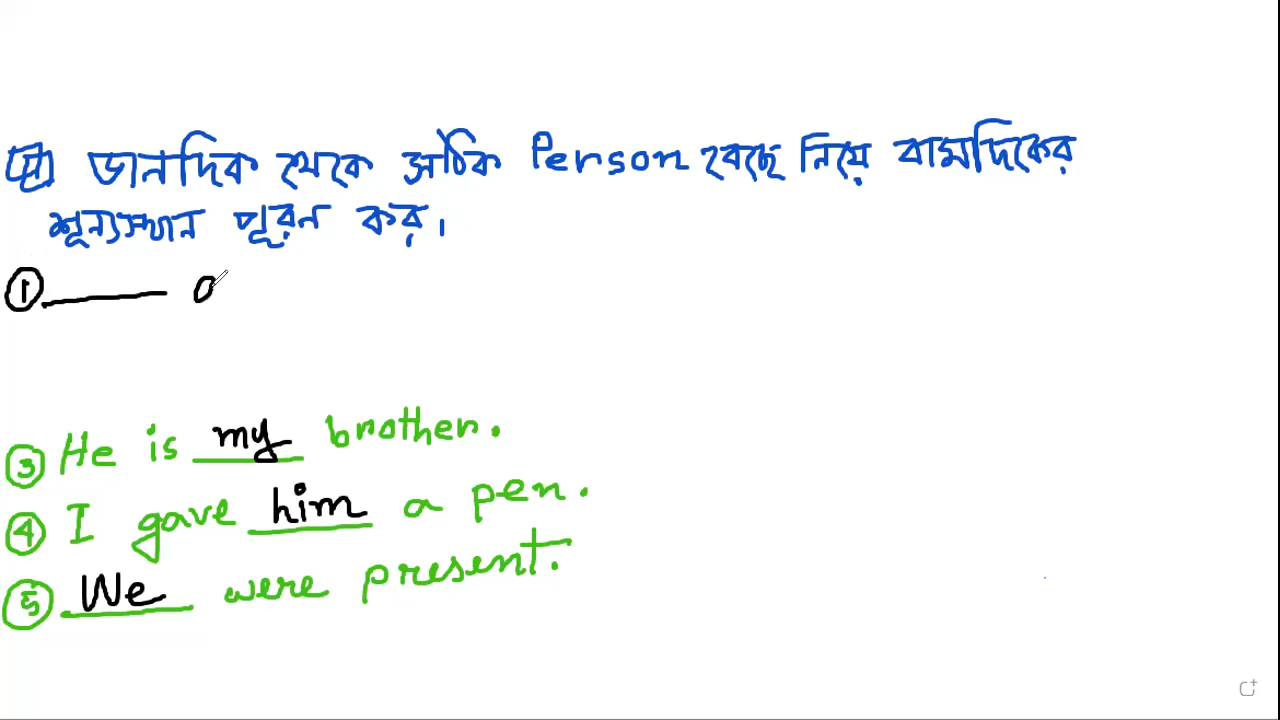 ডানদিক থেকে সঠিক Person বেছে নিয়ে বামদিকের
শূন্যস্থান পূরন কর।
① ______ a
③ He is my brother.
④ I gave him a pen.
⑤ We were present.